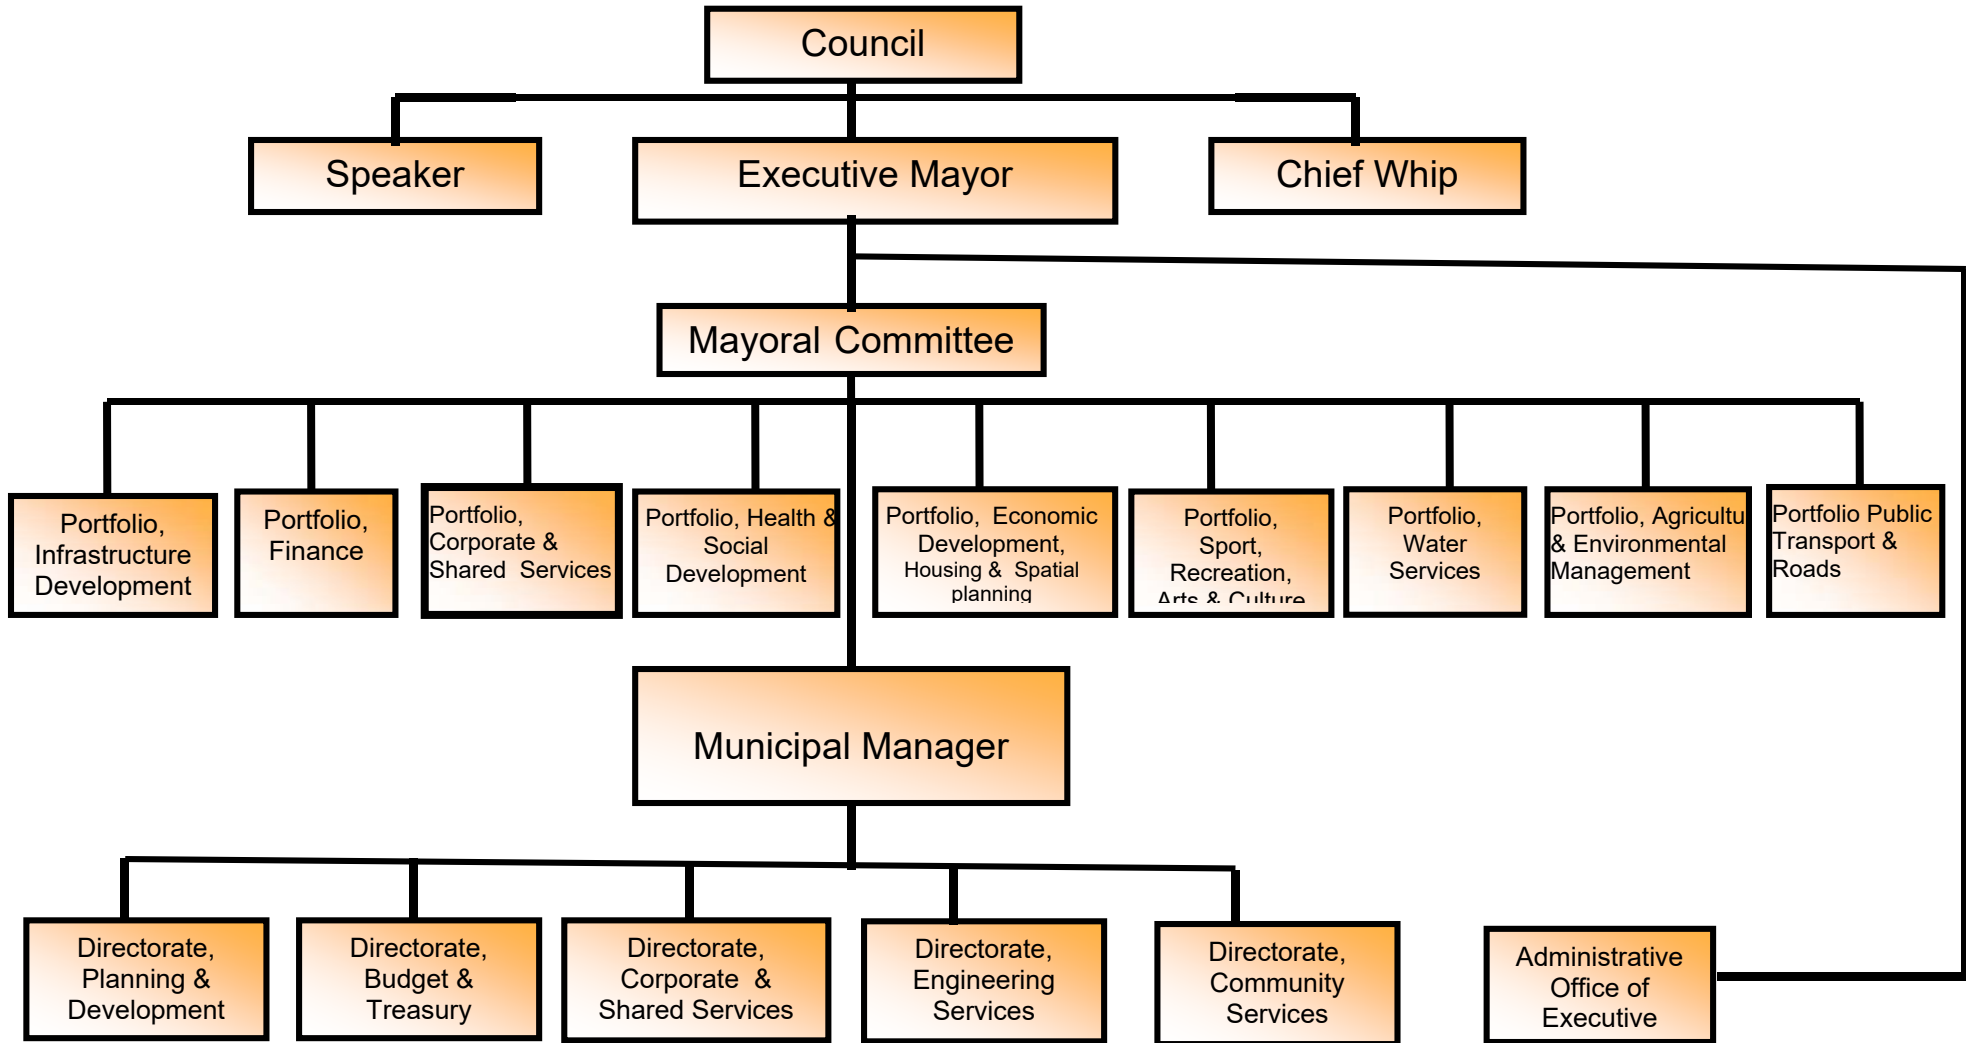 Council
Speaker
Executive Mayor
Chief Whip
Mayoral Committee
Portfolio,
Infrastructure
Development
Portfolio,
Finance
Portfolio,
Corporate &
Shared Services
Portfolio, Health &
Social
Development
Portfolio, Economic
Development,
Housing & Spatial
planning
Portfolio,
Sport,
Recreation,
Arts & Culture
Portfolio,
Water
Services
Portfolio, Agricultu
& Environmental
Management
Portfolio Public
Transport &
Roads
Municipal Manager
Directorate,
Planning &
Development
Directorate,
Budget &
Treasury
Directorate,
Corporate &
Shared Services
Directorate,
Engineering
Services
Directorate,
Community
Services
Administrative
Office of
Executive